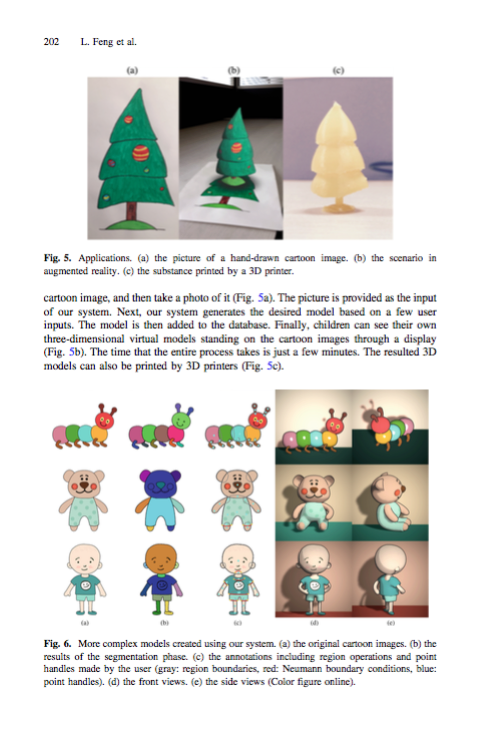 202 L. Feng et al.
(a) (b) (c)
Fig. 5. Applications. (a) the picture of a hand-drawn cartoon image. (b) the scenario in
augmented reality. (c) the substance printed by a 3D printer.
cartoon image, and then take a photo of it (Fig. 5a). The picture is provided as the input
of our system. Next, our system generates the desired model based on a few user
inputs. The model is then added to the database. Finally, children can see their own
three-dimensional virtual models standing on the cartoon images through a display
(Fig. 5b). The time that the entire process takes is just a few minutes. The resulted 3D
models can also be printed by 3D printers (Fig. 5c).
(a) (b) (c) (d) (e)
Fig. 6. More complex models created using our system. (a) the original cartoon images. (b) the
results of the segmentation phase. (c) the annotations including region operations and point
handles made by the user (gray: region boundaries, red: Neumann boundary conditions, blue:
point handles). (d) the front views. (e) the side views (Color figure online).